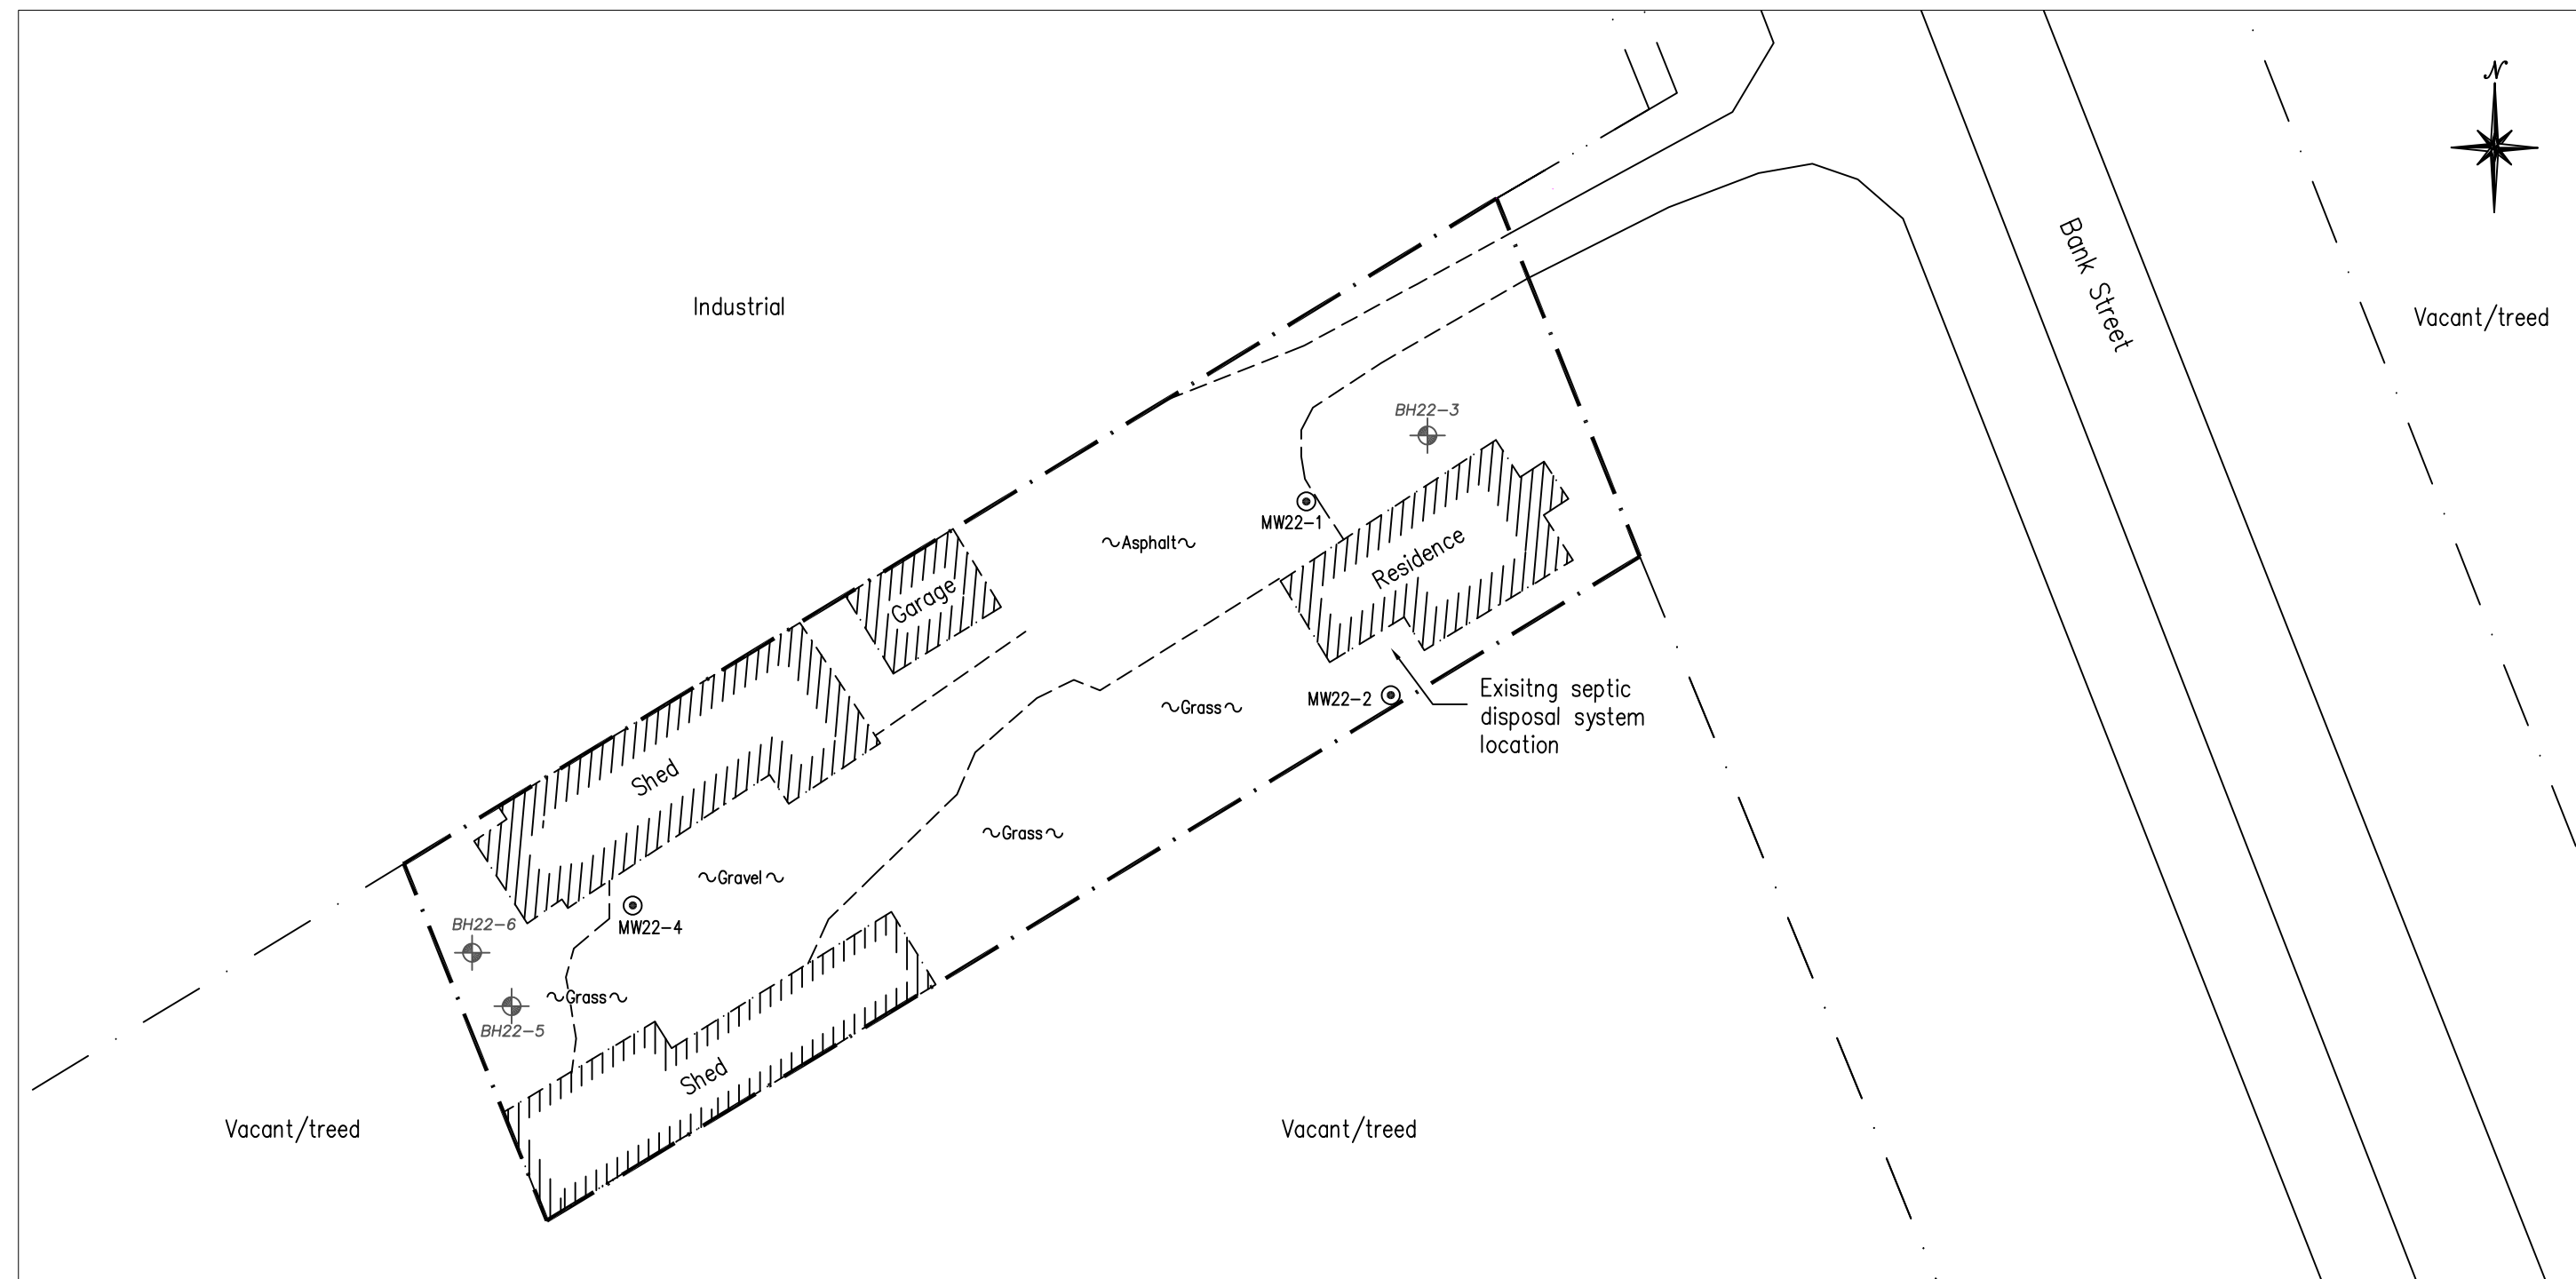 N
Bank Street
Industrial
Vacant/treed
BH22-3
MW22-1
~Asphalt~
Residence
Garage
Exisitng septic
disposal system
location
MW22-2
~Grass~
Shed
~Grass~
~Gravel~
MW22-4
BH22-6
~Grass~
BH22-5
Shed
Vacant/treed
Vacant/treed